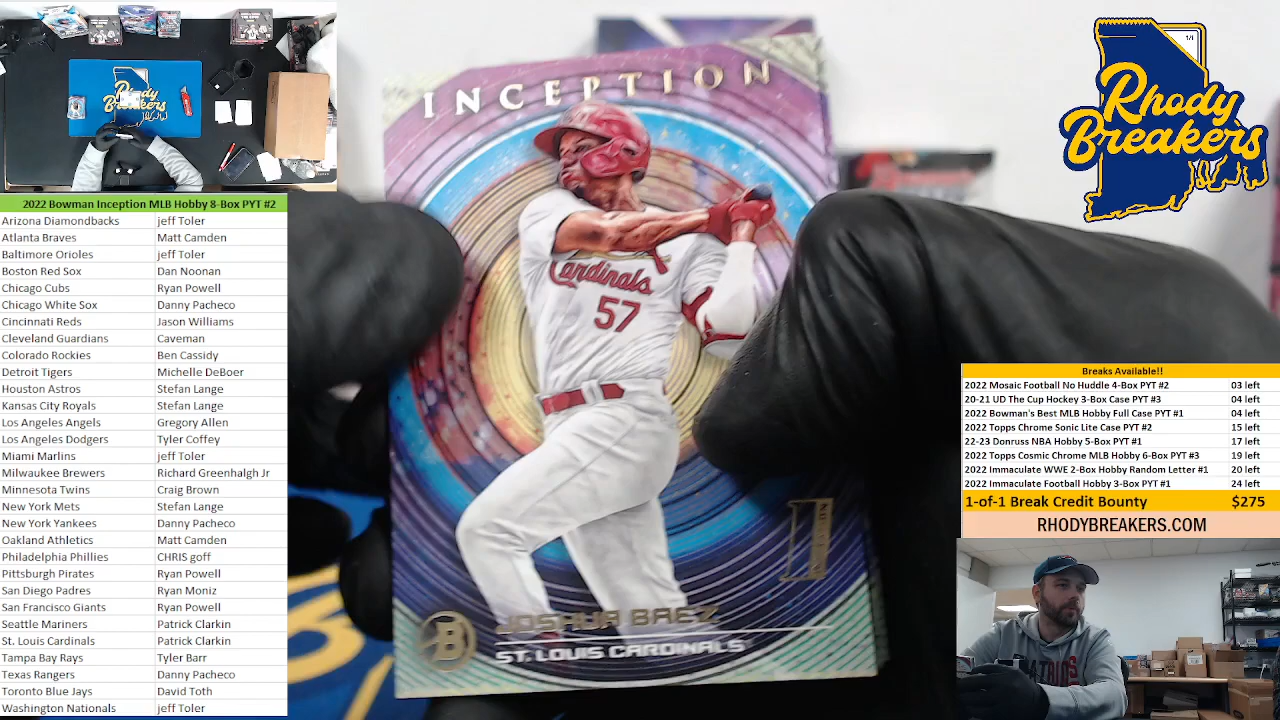 2022 Bowman Inception MLB Hobby 8-Box PYT #2
Arizona Diamondbacks jeff Toler
Atlanta Braves Matt Camden
Baltimore Orioles jeff Toler
Boston Red Sox Dan Noonan
Chicago Cubs Ryan Powell
Chicago White Sox Danny Pacheco
Cincinnati Reds Jason Williams
Cleveland Guardians Caveman
Colorado Rockies Ben Cassidy
Detroit Tigers Michelle DeBoer
Houston Astros Stefan Lange
Kansas City Royals Stefan Lange
Los Angeles Angels Gregory Allen
Los Angeles Dodgers Tyler Coffey
Miami Marlins jeff Toler
Milwaukee Brewers Richard Greenhalgh Jr
Minnesota Twins Craig Brown
New York Mets Stefan Lange
New York Yankees Danny Pacheco
Oakland Athletics Matt Camden
Philadelphia Phillies CHRIS goff
Pittsburgh Pirates Ryan Powell
San Diego Padres Ryan Moniz
San Francisco Giants Ryan Powell
Seattle Mariners Patrick Clarkin
St. Louis Cardinals Patrick Clarkin
Tampa Bay Rays Tyler Barr
Texas Rangers Danny Pacheco
Toronto Blue Jays David Toth
Washington Nationals jeff Toler
INCEPTION
Cardinals
57
B
JOSHUA BAEZ
ST. LOUIS CARDINALS
1/1
Rhody
Breakers
Rhody
Breakers
Breaks Available!!
2022 Mosaic Football No Huddle 4-Box PYT #2 03 left
20-21 UD The Cup Hockey 3-Box Case PYT #3 04 left
2022 Bowman's Best MLB Hobby Full Case PYT #1 04 left
2022 Topps Chrome Sonic Lite Case PYT #2 15 left
22-23 Donruss NBA Hobby 5-Box PYT #1 17 left
2022 Topps Cosmic Chrome MLB Hobby 6-Box PYT #3 19 left
2022 Immaculate WWE 2-Box Hobby Random Letter #1 20 left
2022 Immaculate Football Hobby 3-Box PYT #1 24 left
1-of-1 Break Credit Bounty $275
RHODYBREAKERS.COM